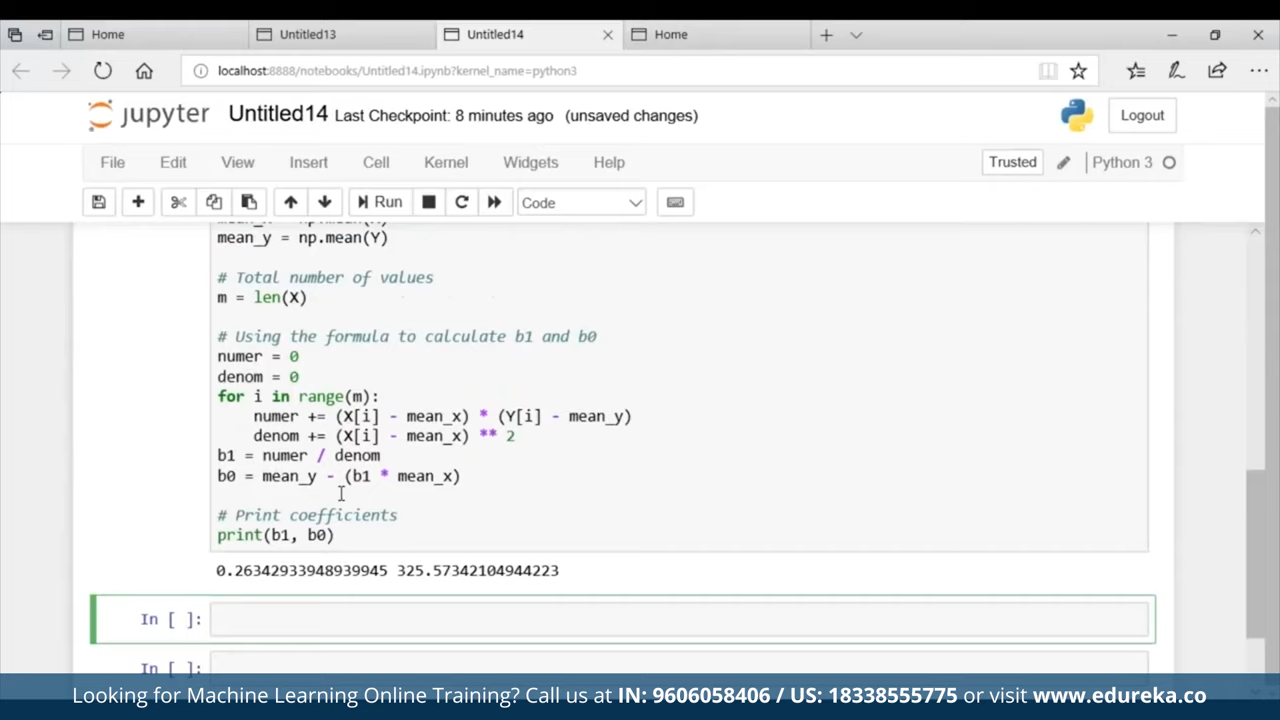 Home
Untitled13
Untitled14
Home
localhost:8888/notebooks/Untitled14.ipynb?kernel_name=python3
jupyter Untitled14 Last Checkpoint: 8 minutes ago (unsaved changes)
Logout
File Edit View Insert Cell Kernel Widgets Help
Trusted
Python 3
Run
Code
mean_y = np.mean(Y)
# Total number of values
m = len(X)
# Using the formula to calculate b1 and b0
numer = 0
denom = 0
for i in range(m):
numer += (X[i] - mean_x) * (Y[i] - mean_y)
denom += (X[i] - mean_x) ** 2
b1 = numer / denom
b0 = mean_y - (b1 * mean_x)
# Print coefficients
print(b1, b0)
0.26342933948939945 325.57342104944223
In [ ]:
In [ ]:
Looking for Machine Learning Online Training? Call us at IN: 9606058406 / US: 18338555775 or visit www.edureka.co